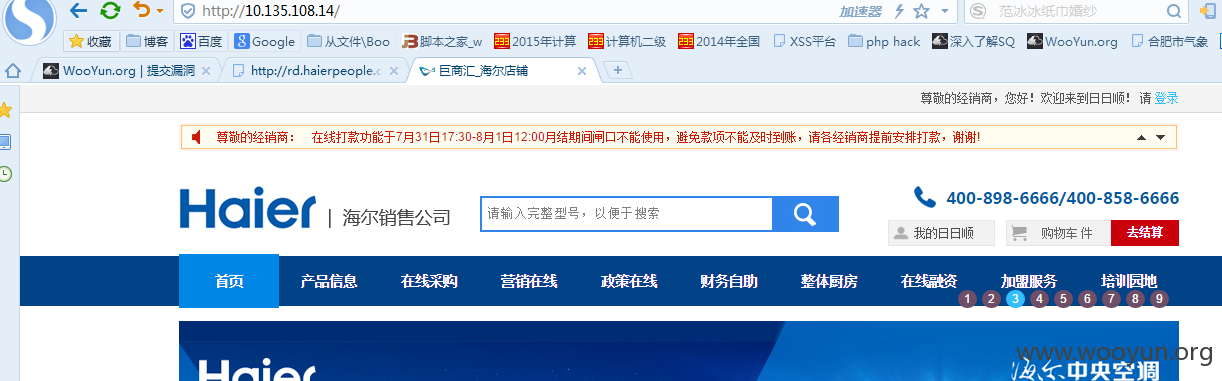 http://10.135.108.14/
加速器
范冰冰纸巾婚纱
收藏 博客 百度 Google 从文件\Boo 脚本之家_w 2015年计算 计算机二级 2014年全国 XSS平台 php hack 深入了解SQ WooYun.org 合肥市气象
WooYun.org | 提交漏洞 http://rd.haierpeople.c 巨商汇_海尔店铺
尊敬的经销商，您好！欢迎来到日日顺！请 登录
尊敬的经销商： 在线打款功能于7月31日17:30-8月1日12:00月结期间闸口不能使用，避免款项不能及时到账，请各经销商提前安排打款，谢谢!
Haier | 海尔销售公司
请输入完整型号，以便于搜索
400-898-6666/400-858-6666
我的日日顺 购物车 件 去结算
首页 产品信息 在线采购 营销在线 政策在线 财务自助 整体厨房 在线融资 加盟服务 培训园地
1 2 3 4 5 6 7 8 9
Haier
海尔中央空调
www.wooyun.org